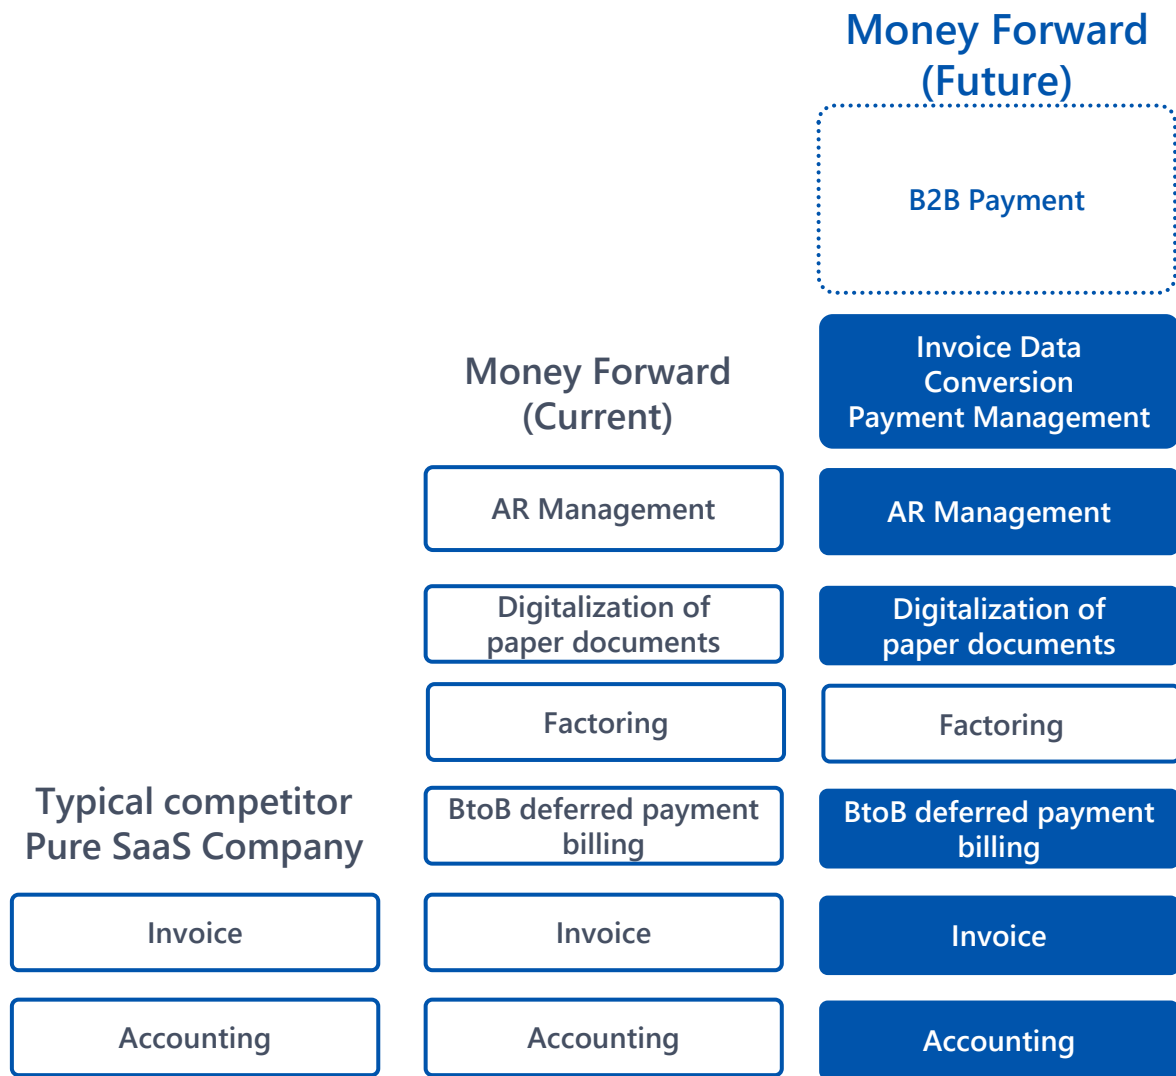 Money Forward
(Future)
B2B Payment
Invoice Data
Conversion
Payment Management
Money Forward
(Current)
AR Management
AR Management
Digitalization of
paper documents
Digitalization of
paper documents
Factoring
Factoring
Typical competitor
Pure SaaS Company
BtoB deferred payment
billing
BtoB deferred payment
billing
Invoice
Invoice
Invoice
Accounting
Accounting
Accounting